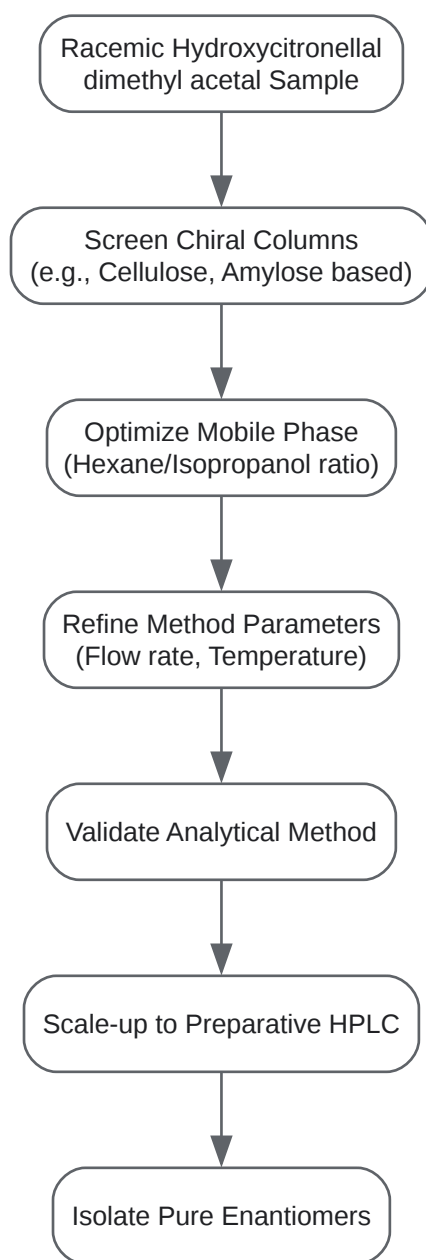 Racemic Hydroxycitronellal
dimethyl acetal Sample
Screen Chiral Columns
(e.g., Cellulose, Amylose based)
Optimize Mobile Phase
(Hexane/Isopropanol ratio)
Refine Method Parameters
(Flow rate, Temperature)
Validate Analytical Method
Scale-up to Preparative HPLC
Isolate Pure Enantiomers